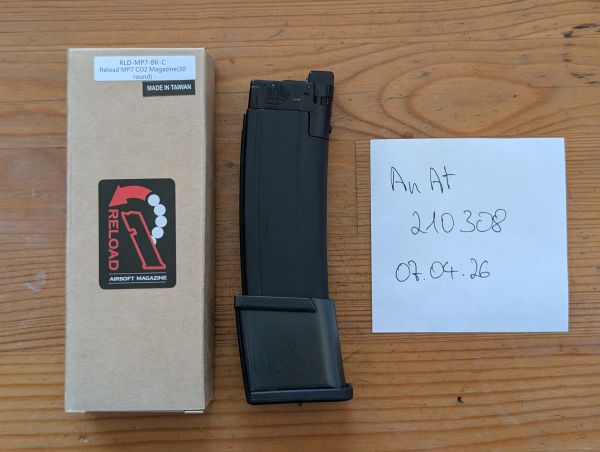 RLD-MP7-BK-C
Reload MP7 CO2 Magazine(30
round)
MADE IN TAIWAN
RELOAD
AIRSOFT MAGAZINE
An At
210308
07.04.26